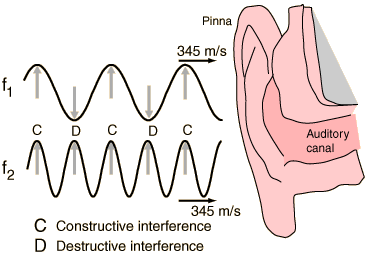 Pinna
345 m/s
f1
C D C D C
Auditory
canal
f2
345 m/s
C Constructive interference
D Destructive interference